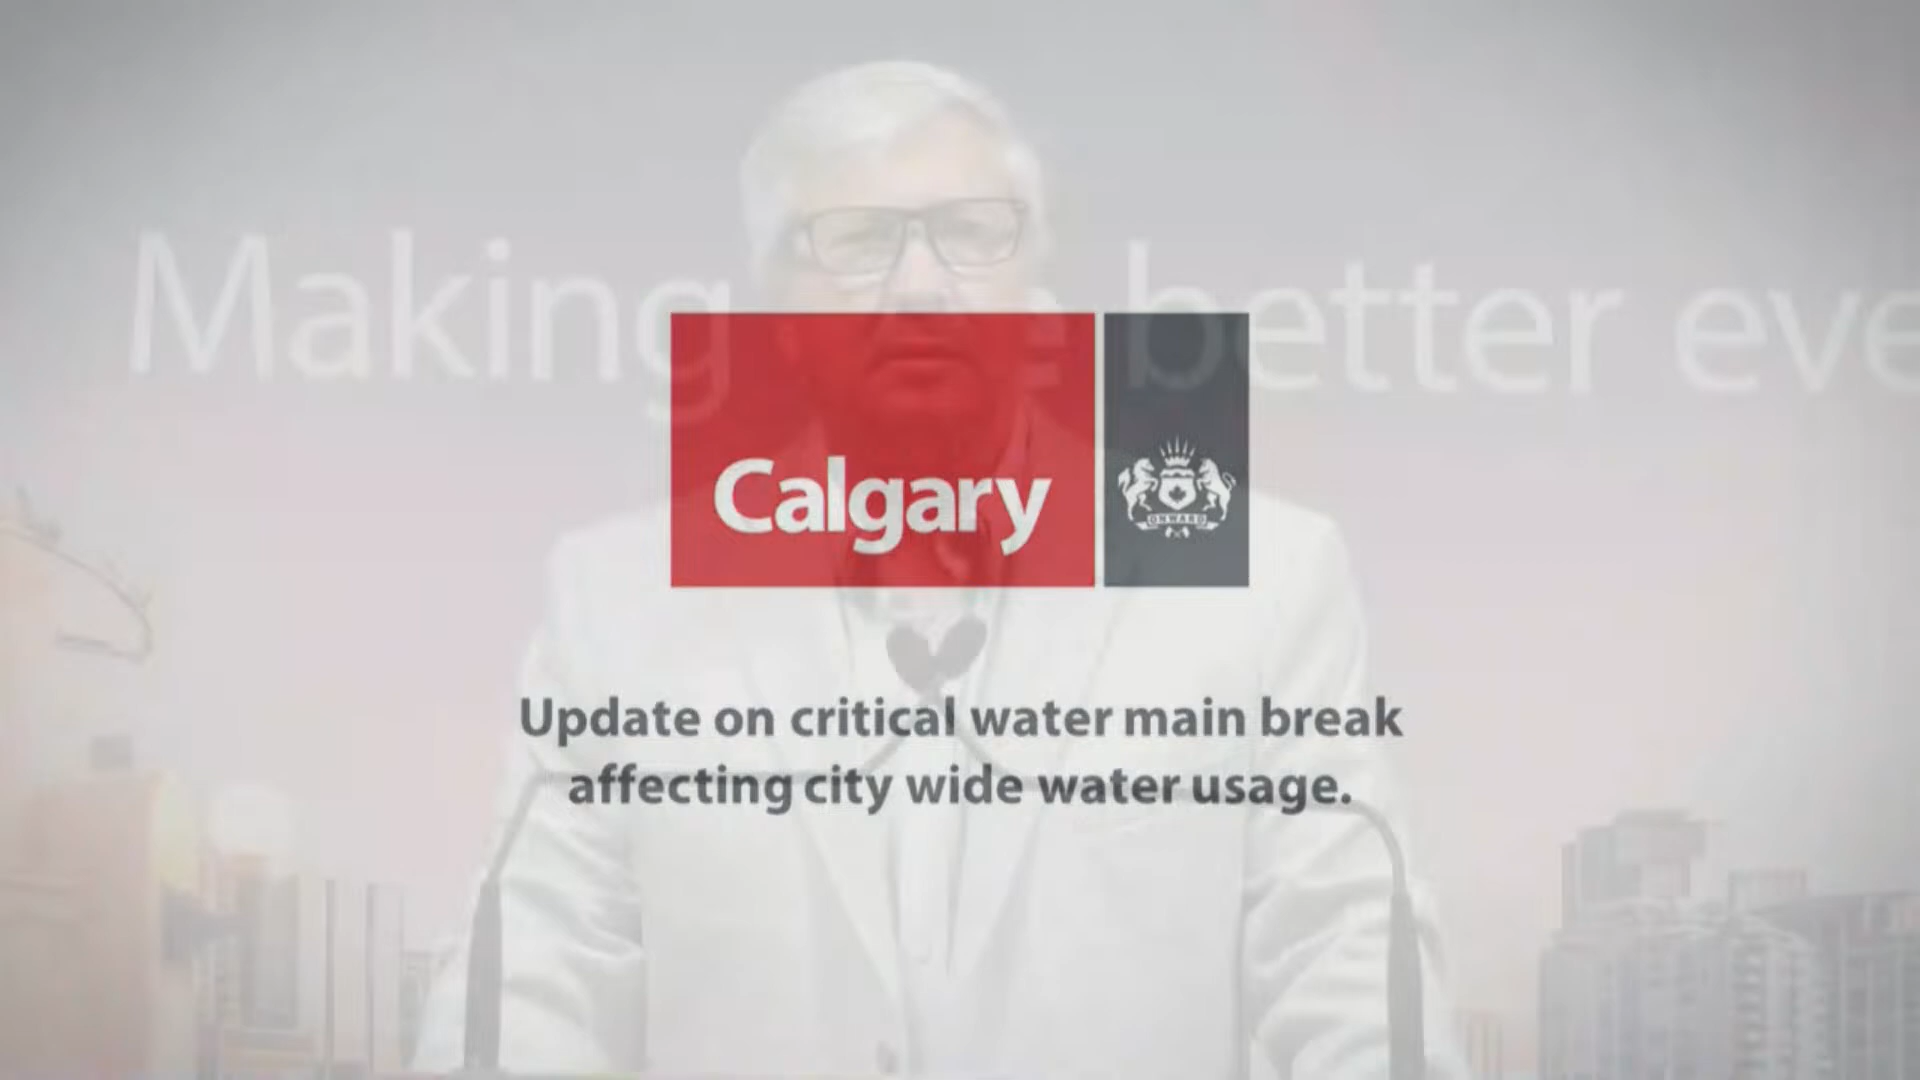 Making
better eve
Calgary
ONWARD
Update on critical water main break
affecting city wide water usage.